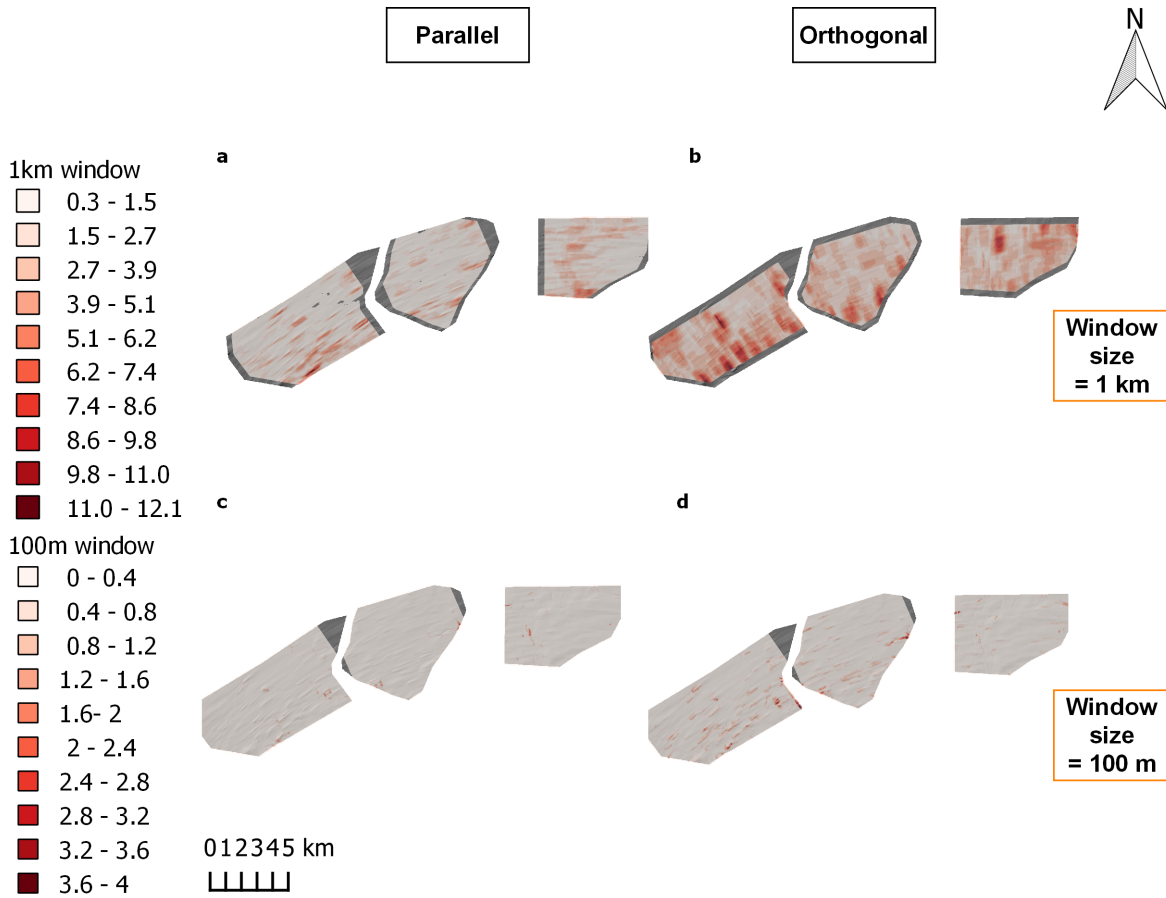 Parallel
Orthogonal
N
a
b
1km window
0.3 - 1.5
1.5 - 2.7
2.7 - 3.9
3.9 - 5.1
5.1 - 6.2
6.2 - 7.4
7.4 - 8.6
8.6 - 9.8
9.8 - 11.0
11.0 - 12.1
Window
size
= 1 km
c
d
100m window
0 - 0.4
0.4 - 0.8
0.8 - 1.2
1.2 - 1.6
1.6- 2
2 - 2.4
2.4 - 2.8
2.8 - 3.2
3.2 - 3.6
3.6 - 4
Window
size
= 100 m
012345 km